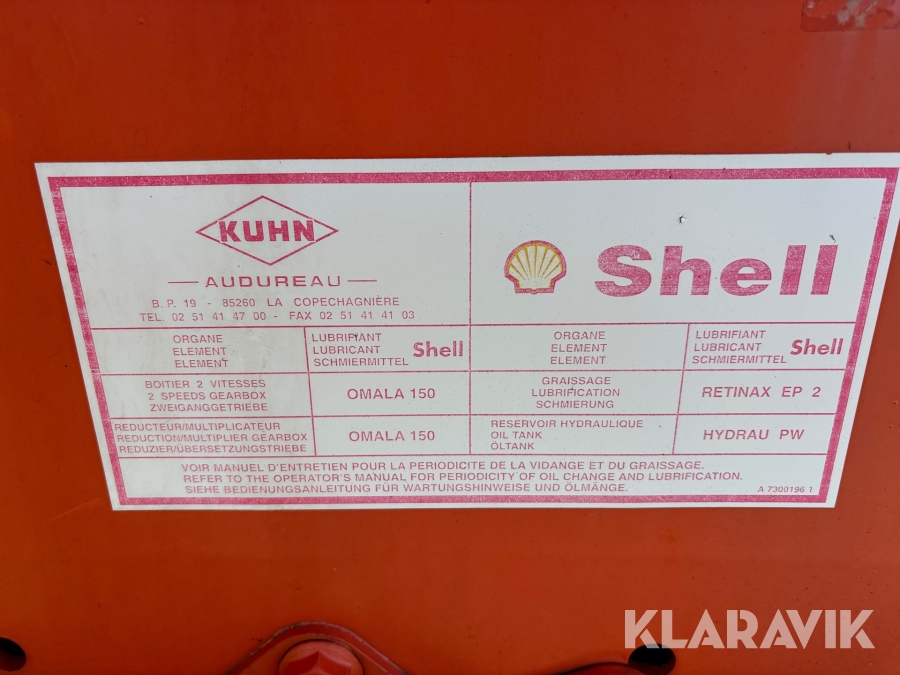 KUHN
AUDUREAU
B.P. 19 - 85260 LA COPECHAGNIÈRE
TEL. 02 51 41 47 00 - FAX 02 51 41 41 03
Shell
ORGANE
ELEMENT
ELEMENT
LUBRIFIANT
LUBRICANT
SCHMIERMITTEL
Shell
ORGANE
ELEMENT
ELEMENT
LUBRIFIANT
LUBRICANT
SCHMIERMITTEL
Shell
BOITIER 2 VITESSES
2 SPEEDS GEARBOX
ZWEIGANGGETRIEBE
OMALA 150
GRAISSAGE
LUBRIFICATION
SCHMIERUNG
RETINAX EP 2
REDUCTEUR/MULTIPLICATEUR
REDUCTION/MULTIPLIER GEARBOX
REDUZIER/ÜBERSETZUNGSTRIEBE
OMALA 150
RESERVOIR HYDRAULIQUE
OIL TANK
ÖLTANK
HYDRAU PW
VOIR MANUEL D'ENTRETIEN POUR LA PERIODICITE DE LA VIDANGE ET DU GRAISSAGE.
REFER TO THE OPERATOR'S MANUAL FOR PERIODICITY OF OIL CHANGE AND LUBRIFICATION.
SIEHE BEDIENUNGSANLEITUNG FÜR WARTUNGSHINWEISE UND ÖLMÄNGE.
A 7300196 1
KLARAVIK